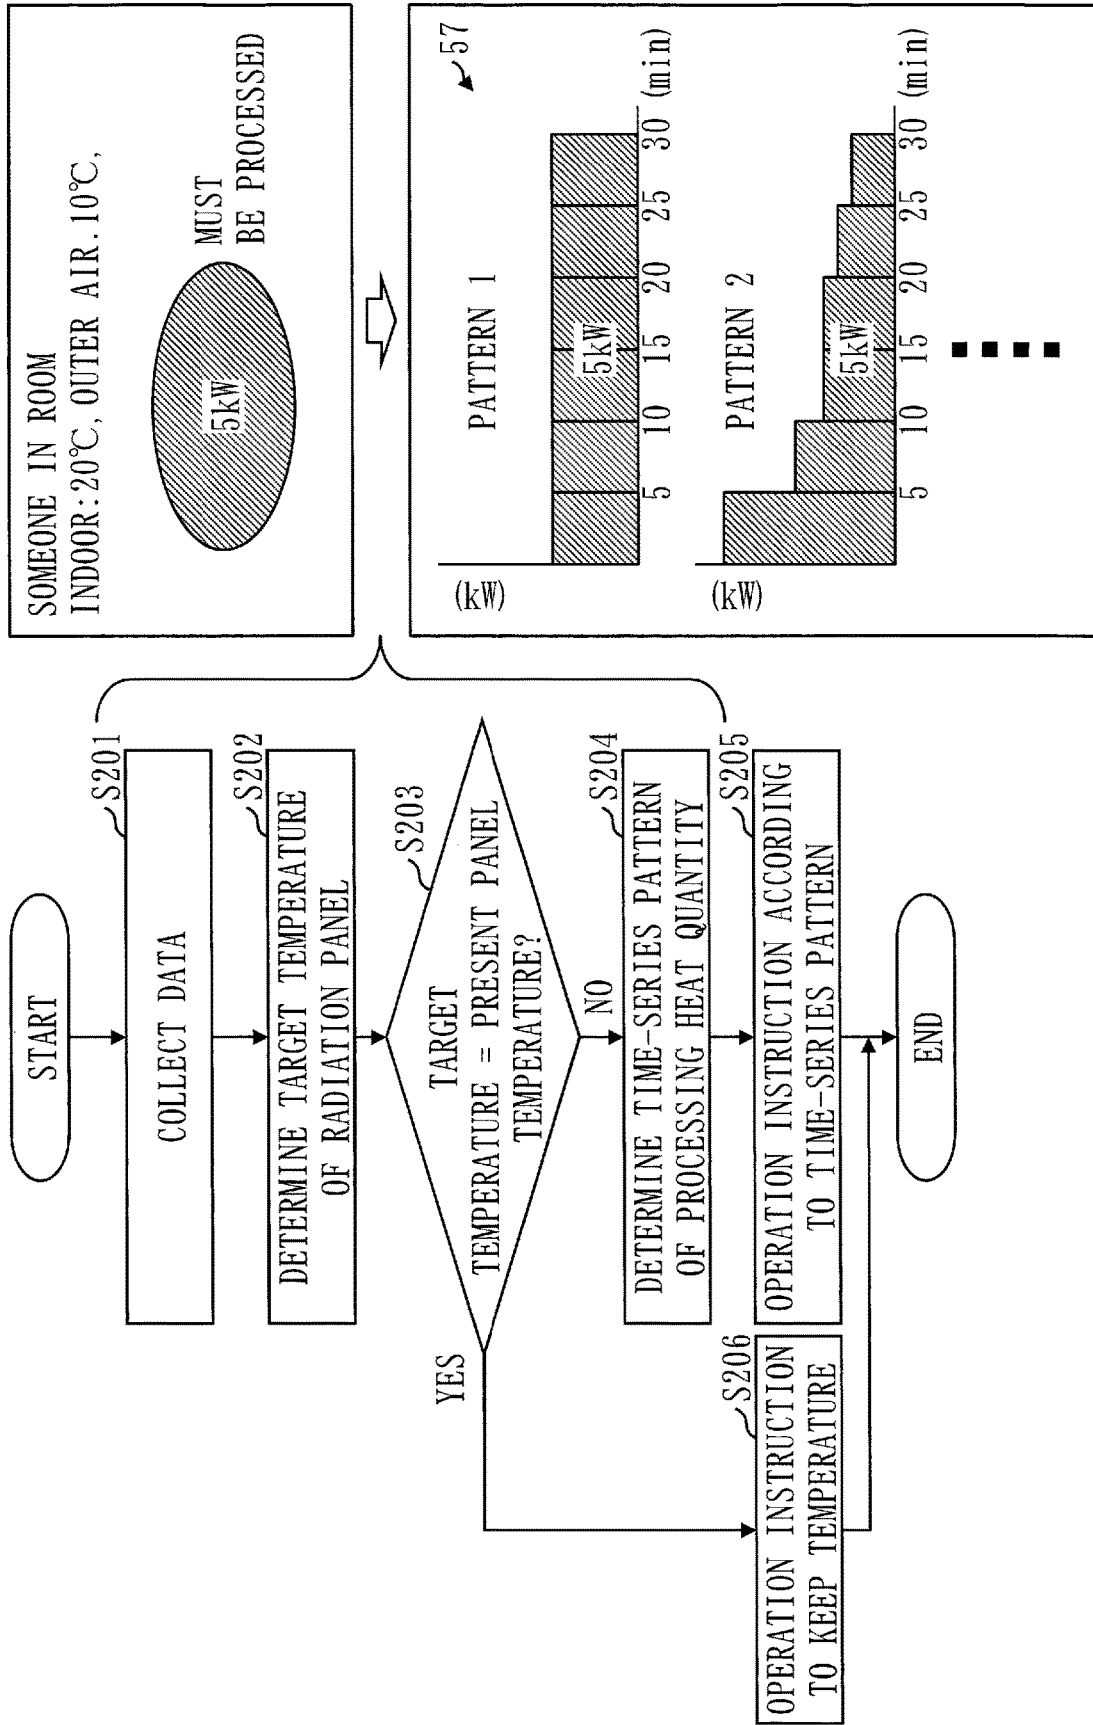 START
S201
COLLECT DATA
S202
DETERMINE TARGET TEMPERATURE
OF RADIATION PANEL
S203
TARGET
TEMPERATURE = PRESENT PANEL
TEMPERATURE?
YES
NO
S204
DETERMINE TIME-SERIES PATTERN
OF PROCESSING HEAT QUANTITY
S205
OPERATION INSTRUCTION ACCORDING
TO TIME-SERIES PATTERN
S206
OPERATION INSTRUCTION
TO KEEP TEMPERATURE
END
SOMEONE IN ROOM
INDOOR:20℃, OUTER AIR.10℃,
5kW
MUST
BE PROCESSED
57
(kW)
PATTERN 1
5kW
5 10 15 20 25 30 (min)
(kW)
PATTERN 2
5kW
5 10 15 20 25 30 (min)